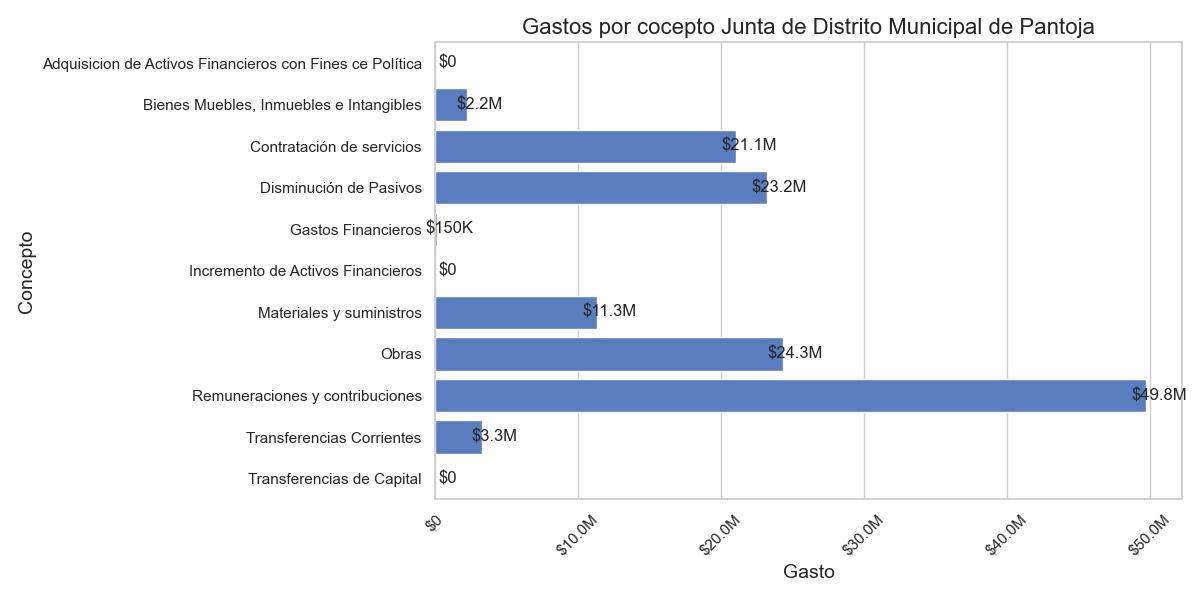 Gastos por cocepto Junta de Distrito Municipal de Pantoja
Concepto
Adquisicion de Activos Financieros con Fines ce Política $0
Bienes Muebles, Inmuebles e Intangibles $2.2M
Contratación de servicios $21.1M
Disminución de Pasivos $23.2M
Gastos Financieros $150K
Incremento de Activos Financieros $0
Materiales y suministros $11.3M
Obras $24.3M
Remuneraciones y contribuciones $49.8M
Transferencias Corrientes $3.3M
Transferencias de Capital $0
$0 $10.0M $20.0M $30.0M $40.0M $50.0M
Gasto